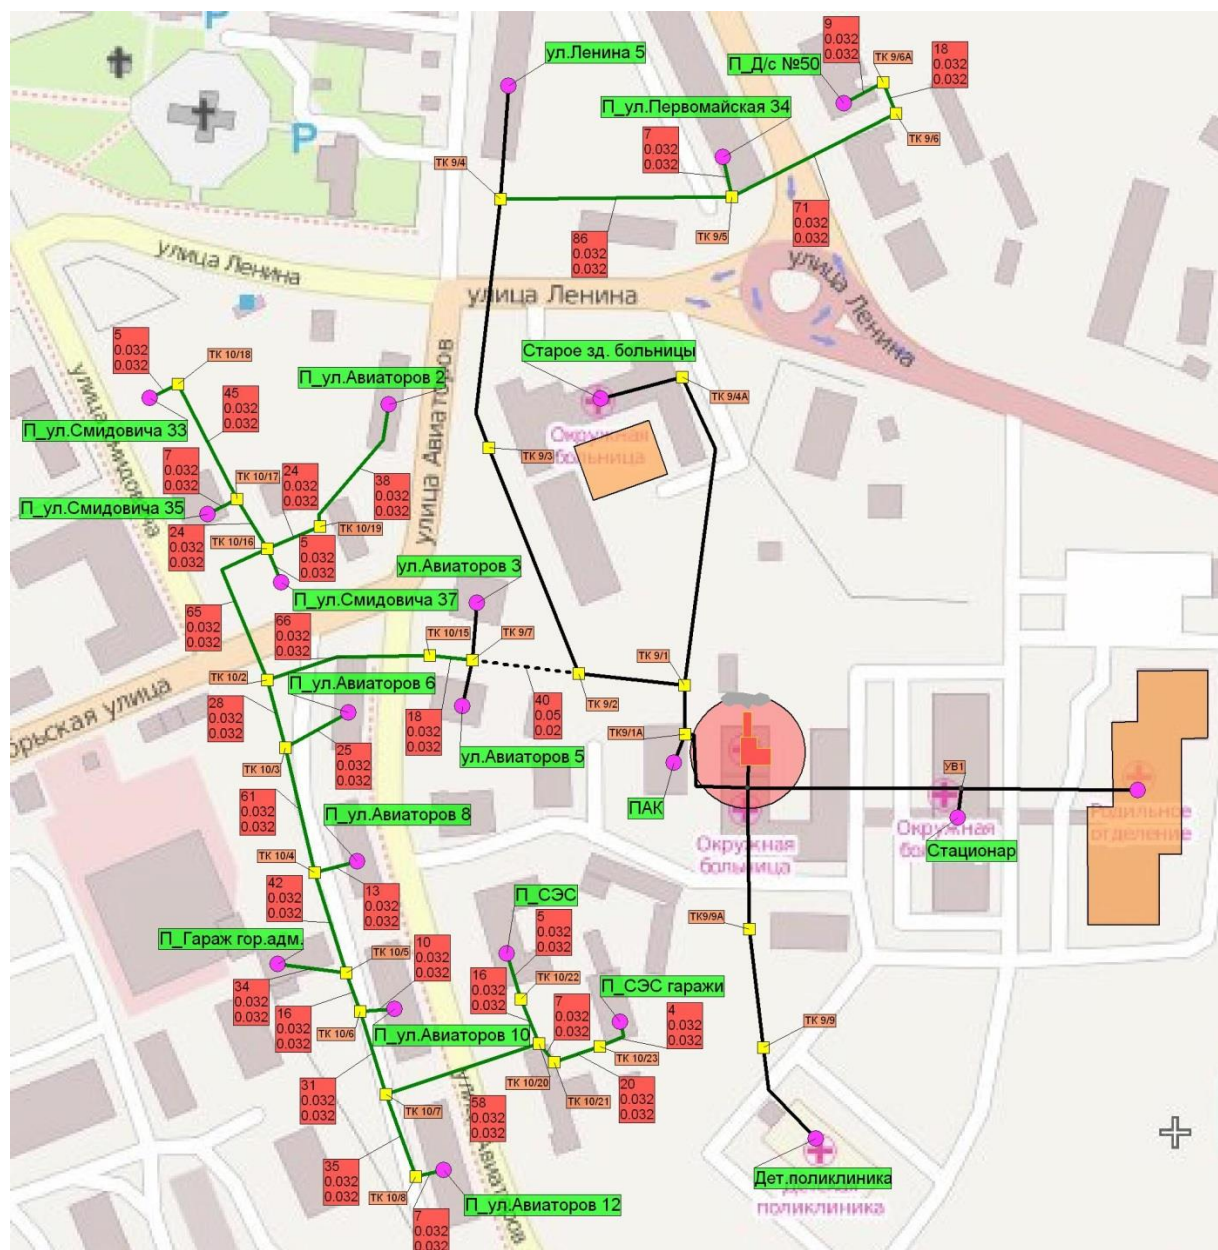 9
0.032
0.032
18
0.032
0.032
ТК 9/6А
ул.Ленина 5
П_Д/с №50
П_ул.Первомайская 34
7
0.032
0.032
ТК 9/6
ТК 9/4
71
0.032
0.032
ТК 9/5
86
0.032
0.032
улица Ленина
улица Ленина
улица Ленина
5
0.032
0.032
ТК 10/18
Старое зд. больницы
П_ул.Авиаторов 2
45
0.032
0.032
ТК 9/4А
улица Авиаторов
П_ул.Смидовича 33
Окружная
больница
7
0.032
0.032
ТК 9/3
ТК 10/17
24
0.032
0.032
38
0.032
0.032
П_ул.Смидовича 35
24
0.032
0.032
ТК 10/16
ТК 10/19
5
0.032
0.032
ул.Авиаторов 3
П_ул.Смидовича 37
65
0.032
0.032
66
0.032
0.032
ТК 10/15
ТК 9/7
ТК 9/1
ТК 10/2
П_ул.Авиаторов 6
28
0.032
0.032
18
0.032
0.032
40
0.05
0.02
ТК 9/2
25
0.032
0.032
ул.Авиаторов 5
ТК9/1А
ТК 10/3
УВ1
61
0.032
0.032
П_ул.Авиаторов 8
ПАК
Родильное
отделение
Окружная
больница
Окружная
Стационар
ТК 10/4
42
0.032
0.032
13
0.032
0.032
П_СЭС
5
0.032
0.032
ТК9/9А
П_Гараж гор.адм.
10
0.032
0.032
ТК 10/5
34
0.032
0.032
16
0.032
0.032
ТК 10/22
П_СЭС гаражи
16
0.032
0.032
ТК 10/6
П_ул.Авиаторов 10
7
0.032
0.032
4
0.032
0.032
ТК 9/9
ТК 10/23
31
0.032
0.032
ТК 10/20
ТК 10/21
20
0.032
0.032
ТК 10/7
58
0.032
0.032
35
0.032
0.032
ТК 10/8
П_ул.Авиаторов 12
7
0.032
0.032
Дет.поликлиника
поликлиника